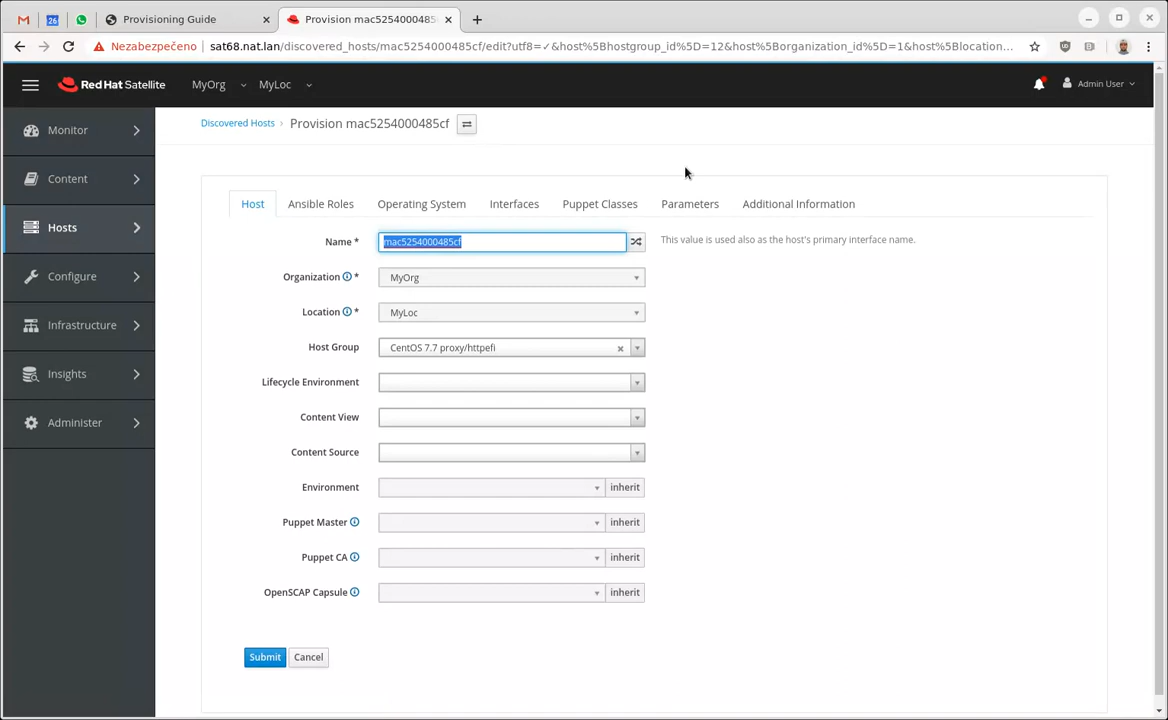 Provisioning Guide
Provision mac5254000485
26
Nezabezpečeno
sat68.nat.lan/discovered_hosts/mac5254000485cf/edit?utf8=✓&host%5Bhostgroup_id%5D=12&host%5Borganization_id%5D=1&host%5Blocation...
Red Hat Satellite
MyOrg
MyLoc
Admin User
Monitor
Content
Hosts
Configure
Infrastructure
Insights
Administer
Discovered Hosts › Provision mac5254000485cf
Host
Ansible Roles
Operating System
Interfaces
Puppet Classes
Parameters
Additional Information
Name *
mac5254000485cf
This value is used also as the host's primary interface name.
Organization *
MyOrg
Location *
MyLoc
Host Group
CentOS 7.7 proxy/httpefi
Lifecycle Environment
Content View
Content Source
Environment
inherit
Puppet Master
inherit
Puppet CA
inherit
OpenSCAP Capsule
inherit
Submit
Cancel